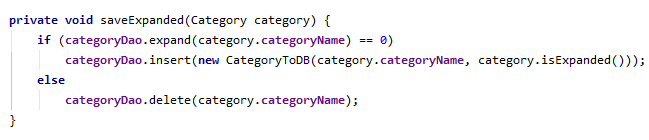 private void saveExpanded(Category category) {
    if (categoryDao.expand(category.categoryName) == 0)
        categoryDao.insert(new CategoryToDB(category.categoryName, category.isExpanded()));
    else
        categoryDao.delete(category.categoryName);
}